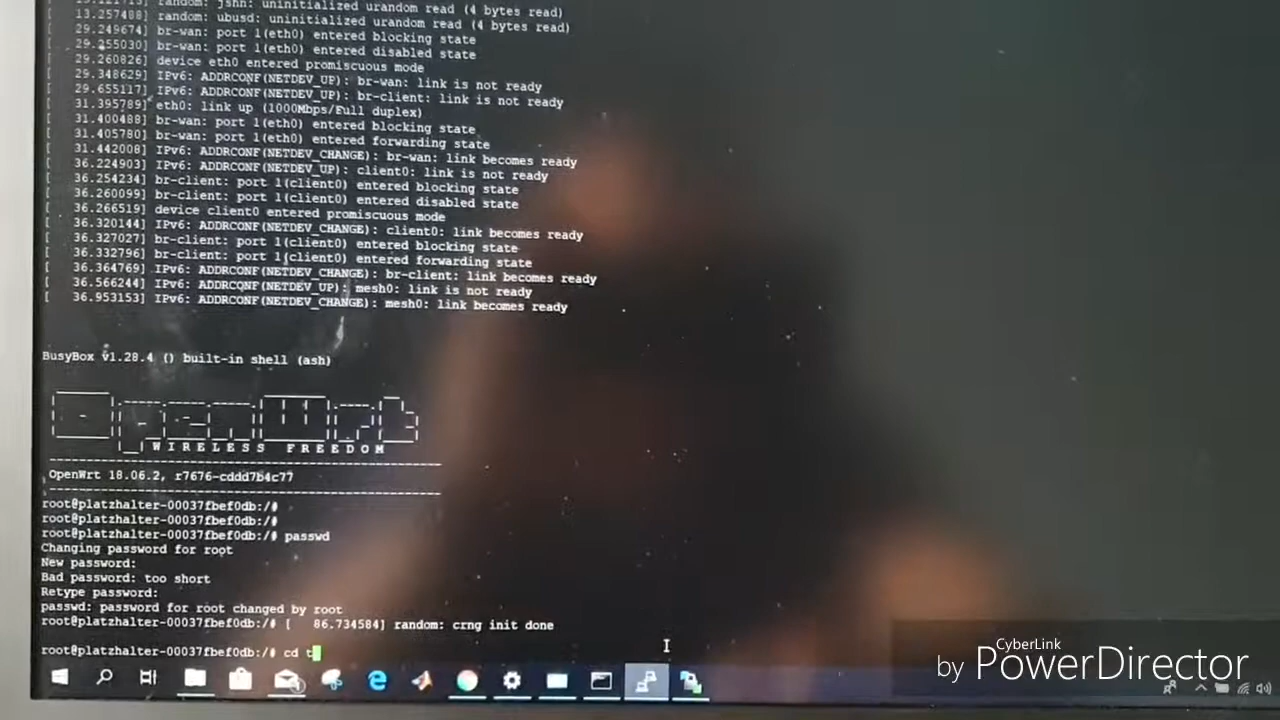 13.257488] random: ubusd: uninitialized urandom read (4 bytes read)
[ 29.249674] br-wan: port 1(eth0) entered blocking state
[ 29.255030] br-wan: port 1(eth0) entered disabled state
[ 29.260826] device eth0 entered promiscuous mode
[ 29.348629] IPv6: ADDRCONF(NETDEV_UP): br-wan: link is not ready
[ 29.655117] IPv6: ADDRCONF(NETDEV_UP): br-client: link is not ready
[ 31.395789] eth0: link up (1000Mbps/Full duplex)
[ 31.400488] br-wan: port 1(eth0) entered blocking state
[ 31.405780] br-wan: port 1(eth0) entered forwarding state
[ 31.442008] IPv6: ADDRCONF(NETDEV_CHANGE): br-wan: link becomes ready
[ 36.224903] IPv6: ADDRCONF(NETDEV_UP): client0: link is not ready
[ 36.254234] br-client: port 1(client0) entered blocking state
[ 36.260099] br-client: port 1(client0) entered disabled state
[ 36.266519] device client0 entered promiscuous mode
[ 36.320144] IPv6: ADDRCONF(NETDEV_CHANGE): client0: link becomes ready
[ 36.327027] br-client: port 1(client0) entered blocking state
[ 36.332796] br-client: port 1(client0) entered forwarding state
[ 36.364769] IPv6: ADDRCONF(NETDEV_CHANGE): br-client: link becomes ready
[ 36.566244] IPv6: ADDRCONF(NETDEV_UP): mesh0: link is not ready
[ 36.953153] IPv6: ADDRCONF(NETDEV_CHANGE): mesh0: link becomes ready
BusyBox v1.28.4 () built-in shell (ash)
OpenWrt
WIRELESS FREEDOM
OpenWrt 18.06.2, r7676-cddd7b4c77
root@platzhalter-00037fbef0db:/#
root@platzhalter-00037fbef0db:/#
root@platzhalter-00037fbef0db:/# passwd
Changing password for root
New password:
Bad password: too short
Retype password:
passwd: password for root changed by root
root@platzhalter-00037fbef0db:/# [ 86.734584] random: crng init done
root@platzhalter-00037fbef0db:/# cd t
CyberLink
by PowerDirector